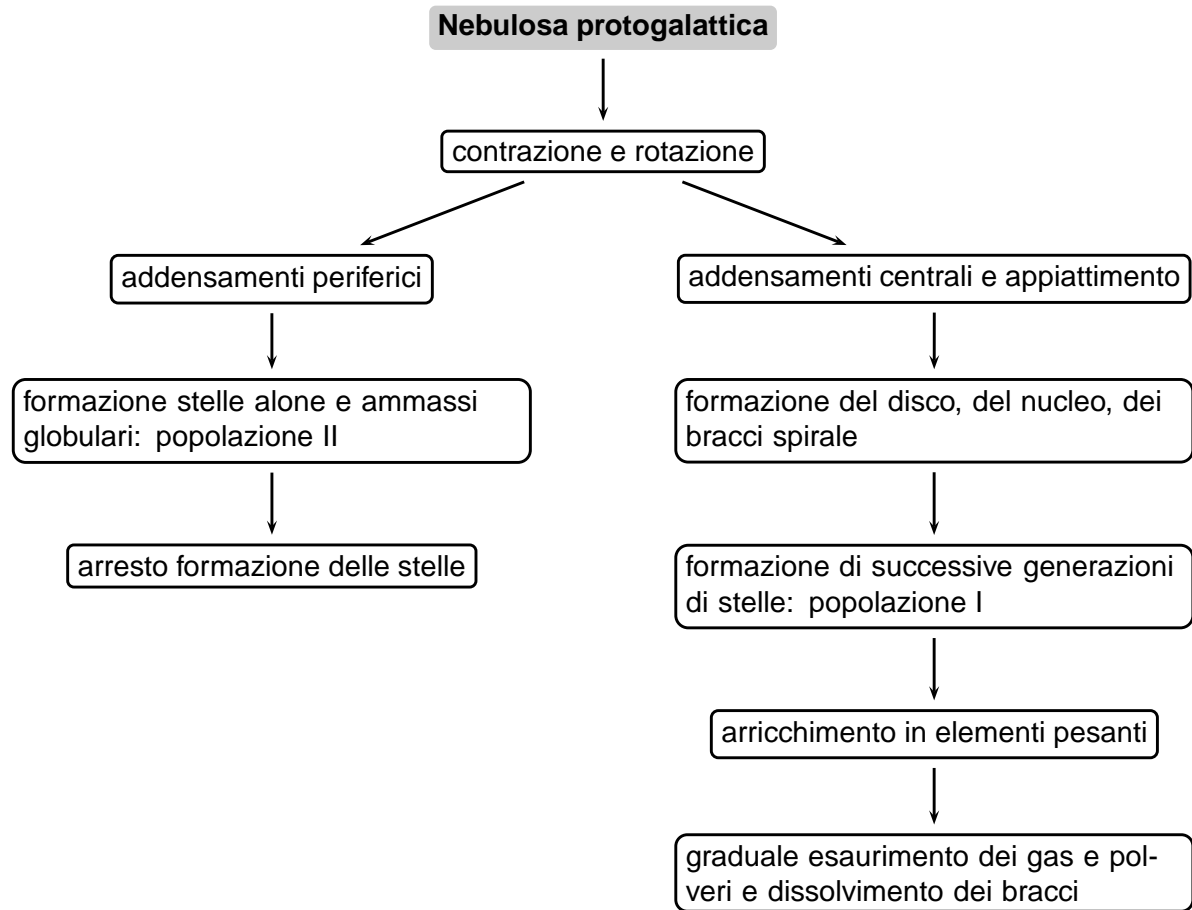 Nebulosa protogalattica
contrazione e rotazione
addensamenti periferici
addensamenti centrali e appiattimento
formazione stelle alone e ammassi
globulari: popolazione II
formazione del disco, del nucleo, dei
bracci spirale
arresto formazione delle stelle
formazione di successive generazioni
di stelle: popolazione I
arricchimento in elementi pesanti
graduale esaurimento dei gas e pol-
veri e dissolvimento dei bracci